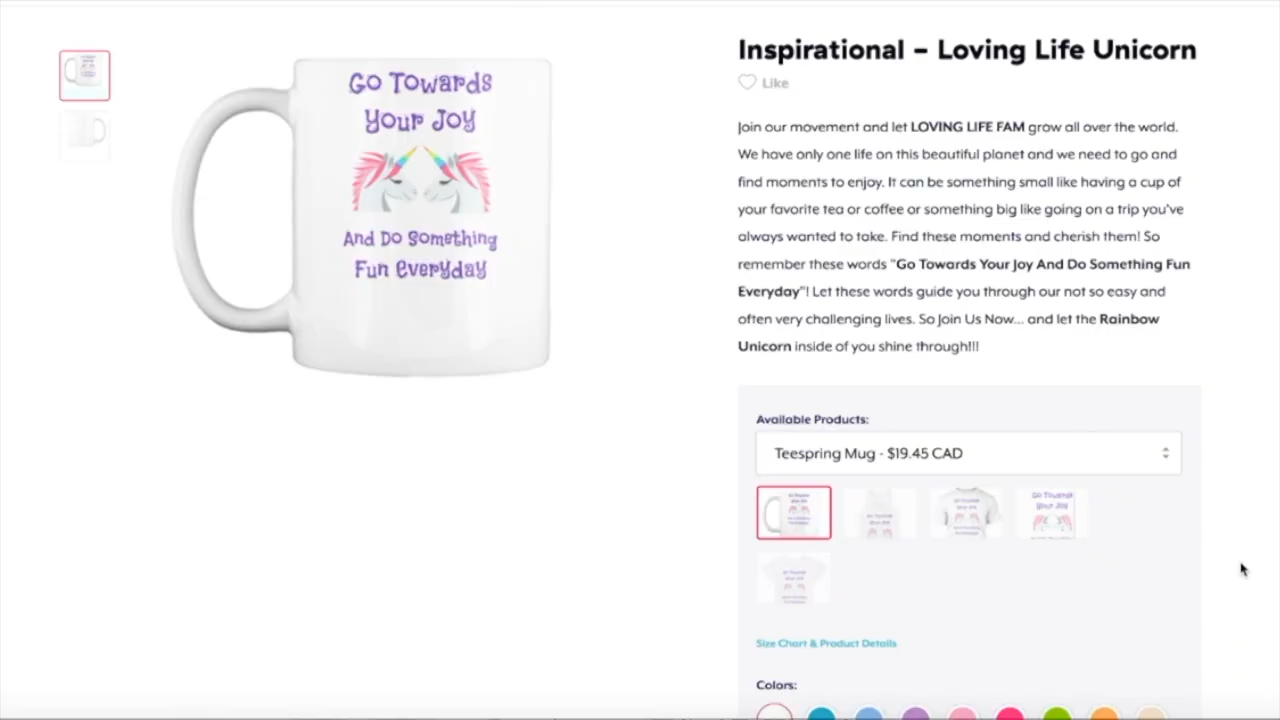 Go Towards
Your Joy
And Do Something
Fun Everyday
Inspirational – Loving Life Unicorn
Like
Join our movement and let LOVING LIFE FAM grow all over the world.
We have only one life on this beautiful planet and we need to go and
find moments to enjoy. It can be something small like having a cup of
your favorite tea or coffee or something big like going on a trip you've
always wanted to take. Find these moments and cherish them! So
remember these words "Go Towards Your Joy And Do Something Fun
Everyday"! Let these words guide you through our not so easy and
often very challenging lives. So Join Us Now... and let the Rainbow
Unicorn inside of you shine through!!!
Available Products:
Teespring Mug - $19.45 CAD
Go Towards
Your Joy
Size Chart & Product Details
Colors: